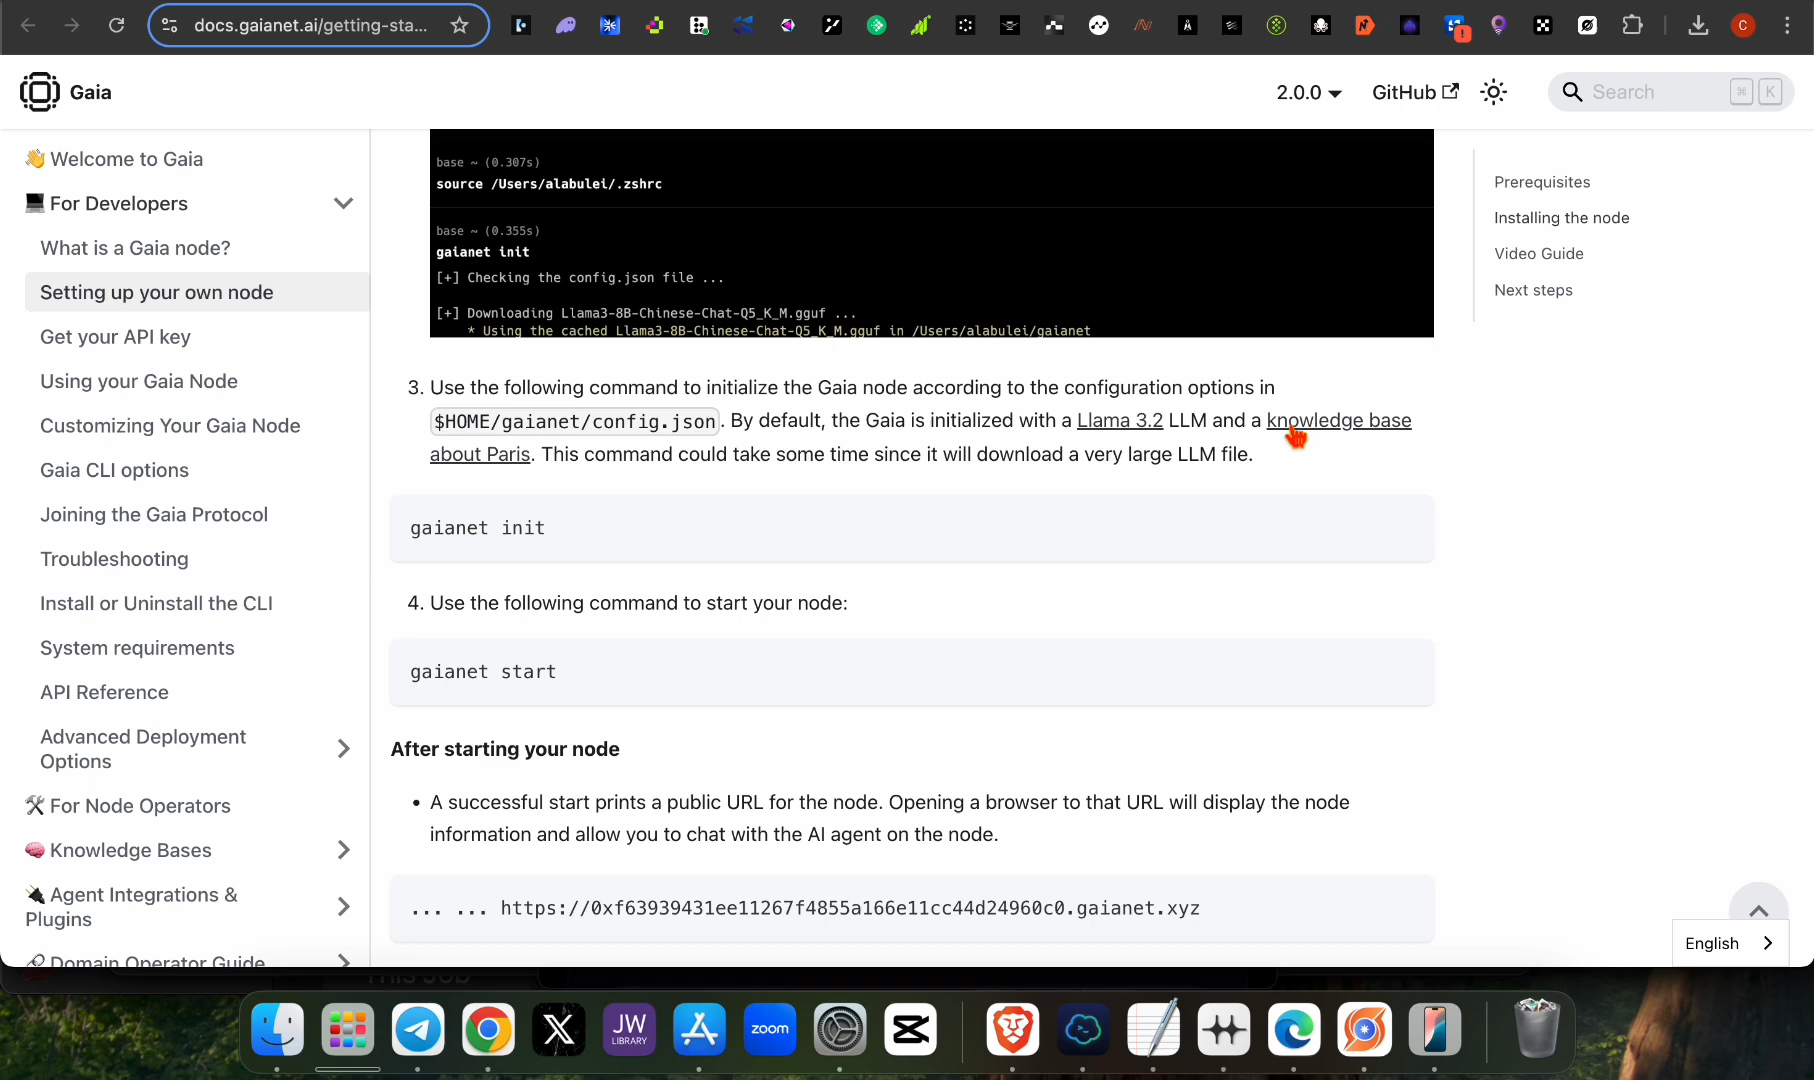 docs.gaianet.ai/getting-sta...
C
Gaia
2.0.0
GitHub
Search
⌘ K
👋 Welcome to Gaia
💻 For Developers
What is a Gaia node?
Setting up your own node
Get your API key
Using your Gaia Node
Customizing Your Gaia Node
Gaia CLI options
Joining the Gaia Protocol
Troubleshooting
Install or Uninstall the CLI
System requirements
API Reference
Advanced Deployment
Options
🛠️ For Node Operators
🧠 Knowledge Bases
🔌 Agent Integrations &
Plugins
🔗 Domain Operator Guide
base ~ (0.307s)
source /Users/alabulei/.zshrc
base ~ (0.355s)
gaianet init
[+] Checking the config.json file ...
[+] Downloading Llama3-8B-Chinese-Chat-Q5_K_M.gguf ...
* Using the cached Llama3-8B-Chinese-Chat-Q5_K_M.gguf in /Users/alabulei/gaianet
3. Use the following command to initialize the Gaia node according to the configuration options in
$HOME/gaianet/config.json. By default, the Gaia is initialized with a Llama 3.2 LLM and a knowledge base
about Paris. This command could take some time since it will download a very large LLM file.
gaianet init
4. Use the following command to start your node:
gaianet start
After starting your node
• A successful start prints a public URL for the node. Opening a browser to that URL will display the node
information and allow you to chat with the AI agent on the node.
... ... https://0xf63939431ee11267f4855a166e11cc44d24960c0.gaianet.xyz
Prerequisites
Installing the node
Video Guide
Next steps
English
This Job
JW
LIBRARY
zoom